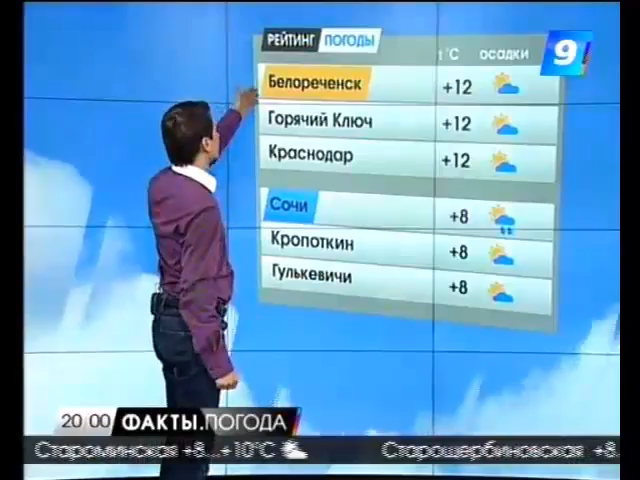 РЕЙТИНГ ПОГОДЫ
t °C осадки
9
Белореченск +12
Горячий Ключ +12
Краснодар +12
Сочи +8
Кропоткин +8
Гулькевичи +8
20:00 ФАКТЫ.ПОГОДА
Староминская +8...+10°C Старощербиновская +8.